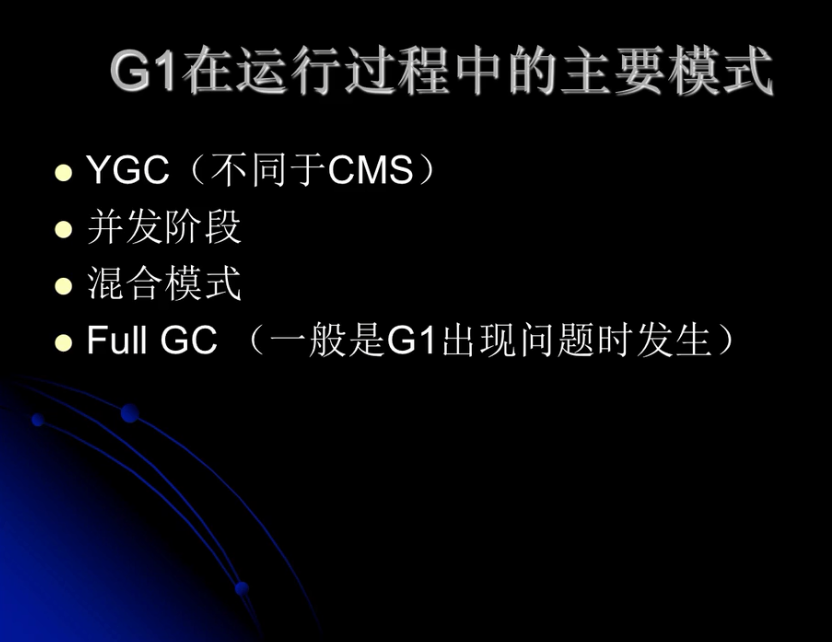 G1在运行过程中的主要模式
YGC（不同于CMS）
并发阶段
混合模式
Full GC （一般是G1出现问题时发生）